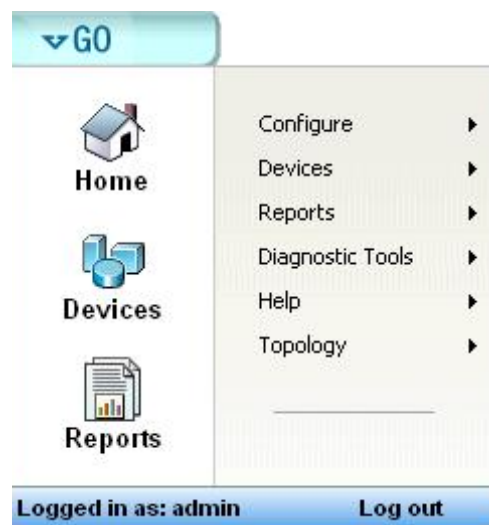 GO
Home
Devices
Reports
Configure
Devices
Reports
Diagnostic Tools
Help
Topology
Logged in as: admin
Log out